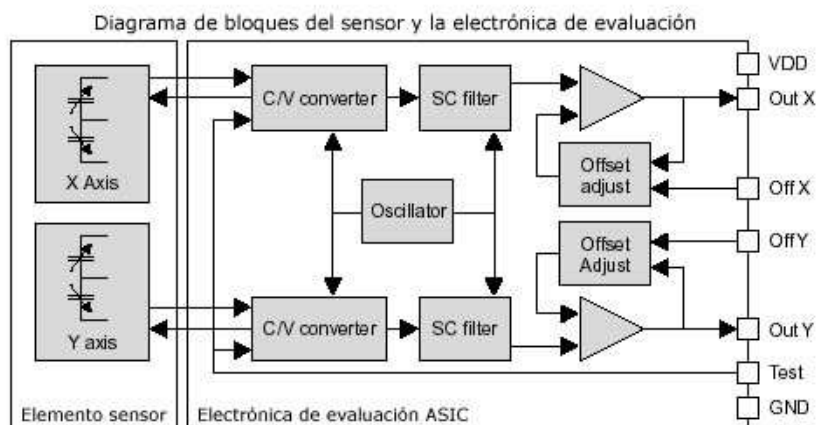 Diagrama de bloques del sensor y la electrónica de evaluación
X Axis
C/V converter
SC filter
VDD
Out X
Offset
adjust
Off X
Oscillator
Y axis
Offset
Adjust
Off Y
C/V converter
SC filter
Out Y
Test
GND
Elemento sensor
Electrónica de evaluación ASIC